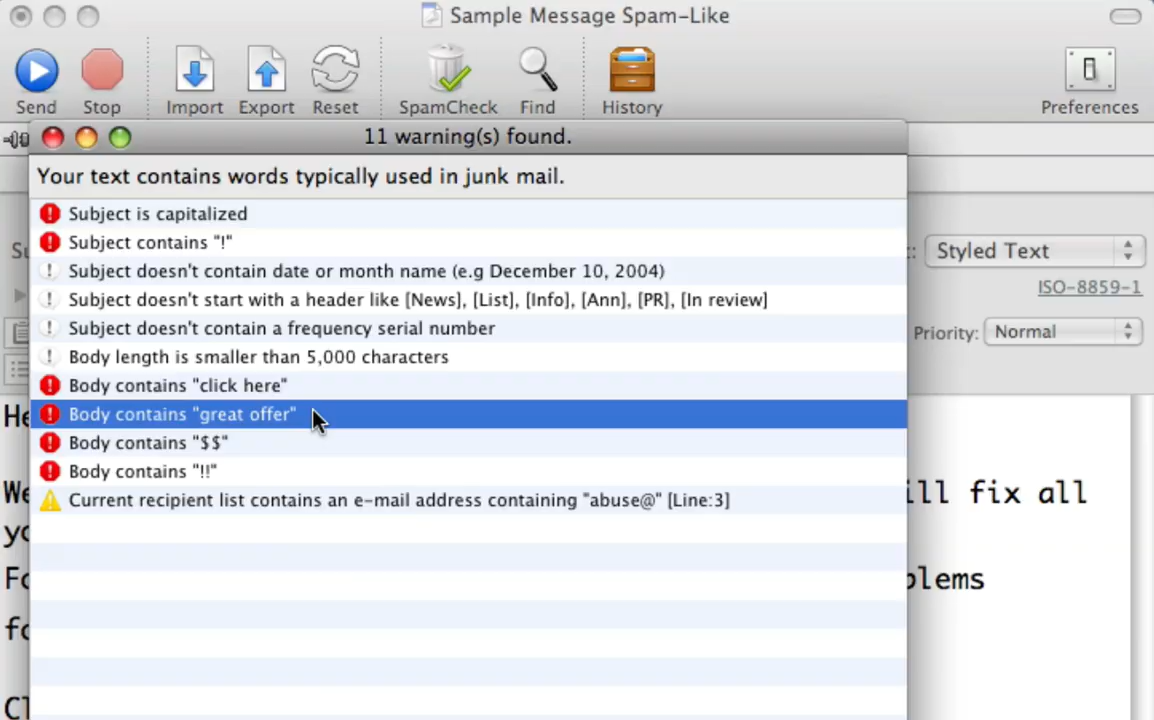 Sample Message Spam-Like
Send Stop Import Export Reset SpamCheck Find History Preferences
11 warning(s) found.
Your text contains words typically used in junk mail.
Subject is capitalized
Subject contains "!"
Styled Text
Subject doesn't contain date or month name (e.g December 10, 2004)
ISO-8859-1
Subject doesn't start with a header like [News], [List], [Info], [Ann], [PR], [In review]
Subject doesn't contain a frequency serial number
Priority: Normal
Body length is smaller than 5,000 characters
Body contains "click here"
Body contains "great offer"
Body contains "$$"
Body contains "!!"
Current recipient list contains an e-mail address containing "abuse@" [Line:3]
fix all